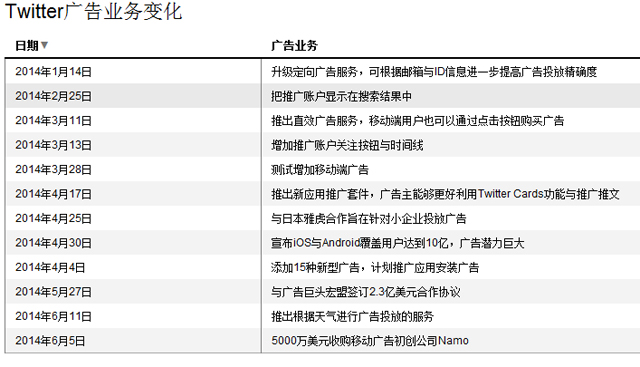 Twitter广告业务变化
日期▼ 广告业务
2014年1月14日 升级定向广告服务，可根据邮箱与ID信息进一步提高广告投放精确度
2014年2月25日 把推广账户显示在搜索结果中
2014年3月11日 推出直效广告服务，移动端用户也可以通过点击按钮购买广告
2014年3月13日 增加推广账户关注按钮与时间线
2014年3月28日 测试增加移动端广告
2014年4月17日 推出新应用推广套件，广告主能够更好利用Twitter Cards功能与推广推文
2014年4月25日 与日本雅虎合作旨在针对小企业投放广告
2014年4月30日 宣布iOS与Android覆盖用户达到10亿，广告潜力巨大
2014年4月4日 添加15种新型广告，计划推广应用安装广告
2014年5月27日 与广告巨头宏盟签订2.3亿美元合作协议
2014年6月11日 推出根据天气进行广告投放的服务
2014年6月5日 5000万美元收购移动广告初创公司Namo